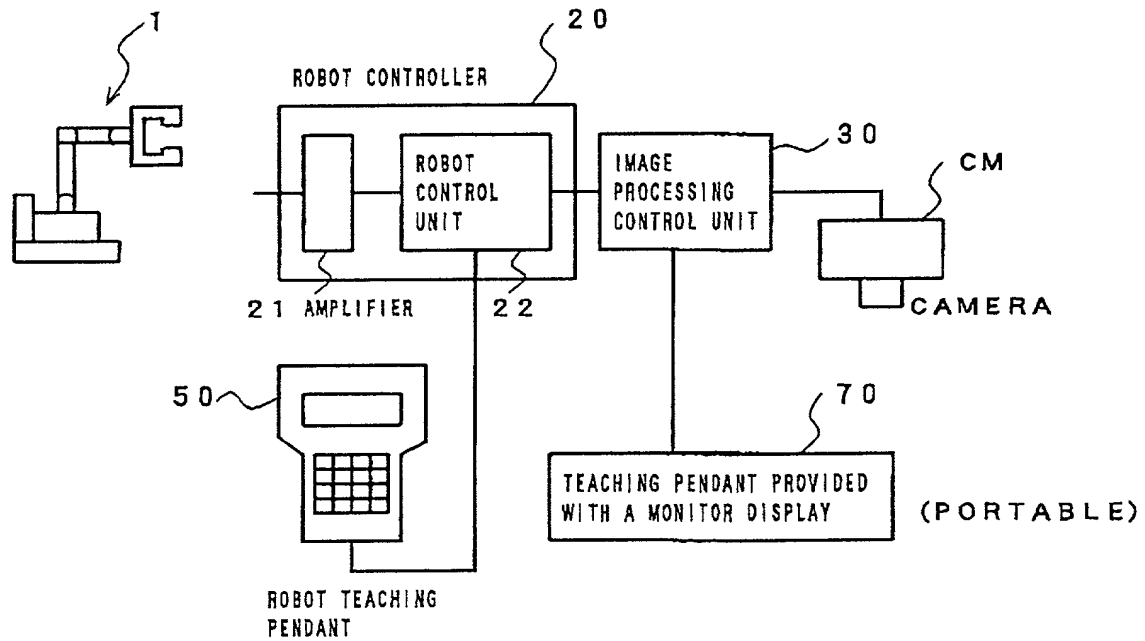 1
20
ROBOT CONTROLLER
30
CM
ROBOT
CONTROL
UNIT
IMAGE
PROCESSING
CONTROL UNIT
21 AMPLIFIER
22
CAMERA
50
70
TEACHING PENDANT PROVIDED
WITH A MONITOR DISPLAY
(PORTABLE)
ROBOT TEACHING
PENDANT